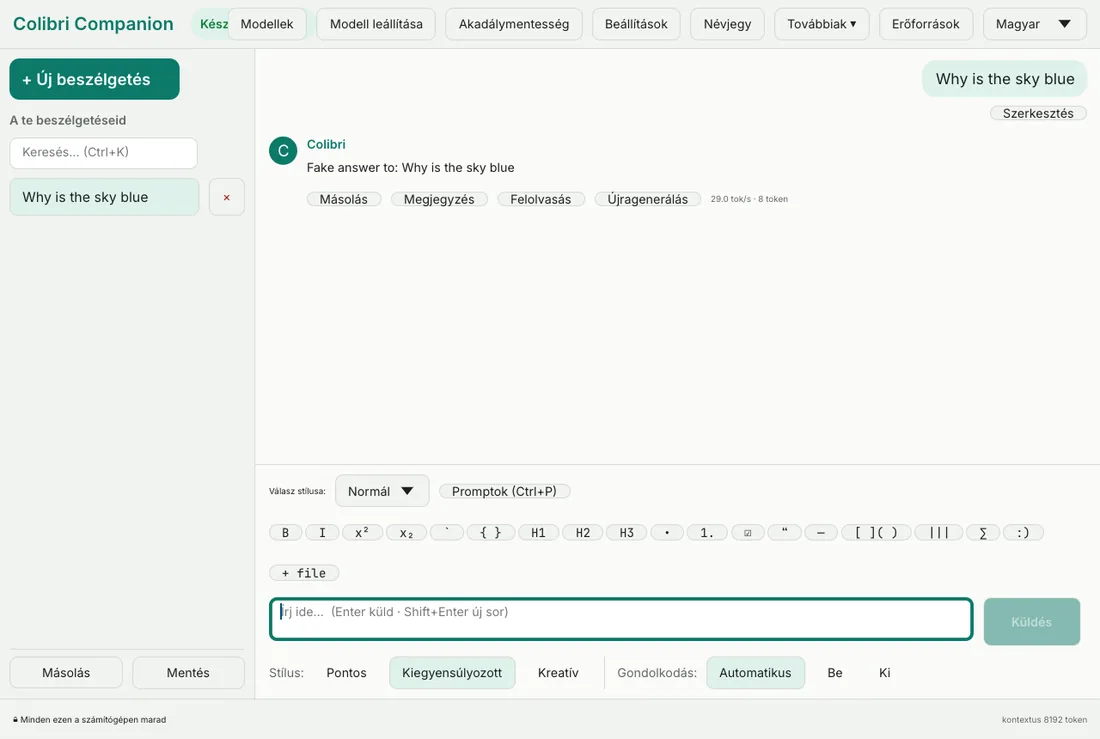 Colibri Companion
Kész
Modellek
Modell leállítása
Akadálymentesség
Beállítások
Névjegy
Továbbiak ▾
Erőforrások
Magyar ▼
+ Új beszélgetés
A te beszélgetéseid
Keresés... (Ctrl+K)
Why is the sky blue
×
Why is the sky blue
Szerkesztés
C
Colibri
Fake answer to: Why is the sky blue
Másolás
Megjegyzés
Felolvasás
Újragenerálás
29.0 tok/s · 8 token
Válasz stílusa:
Normál ▼
Promptok (Ctrl+P)
B I x² x₂ ` { } H1 H2 H3 • 1. ☑ “ — [ ]( ) ||| ∑ :)
+ file
Írj ide... (Enter küld · Shift+Enter új sor)
Küldés
Stílus: Pontos Kiegyensúlyozott Kreatív Gondolkodás: Automatikus Be Ki
Másolás
Mentés
Minden ezen a számítógépen marad
kontextus 8192 token